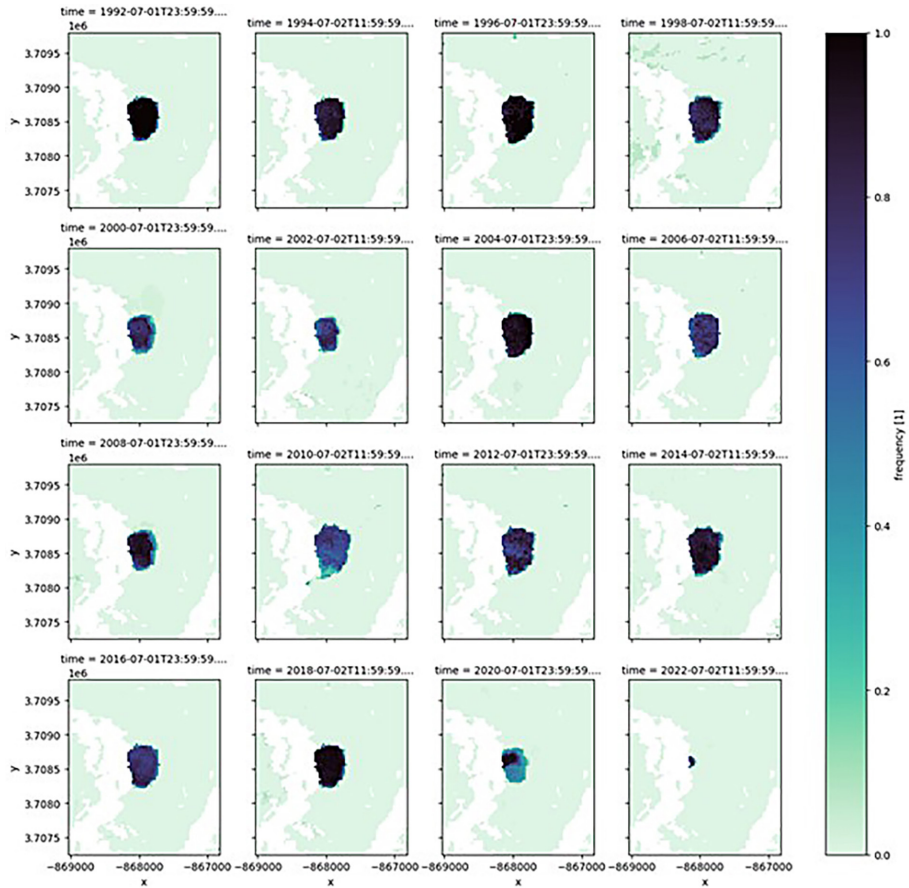 time = 1992-07-01T23:59:59....
time = 1994-07-02T11:59:59....
time = 1996-07-01T23:59:59....
time = 1998-07-02T11:59:59....
1e6
3.7095
3.7090
3.7085
3.7080
3.7075
y
time = 2000-07-01T23:59:59....
time = 2002-07-02T11:59:59....
time = 2004-07-01T23:59:59....
time = 2006-07-02T11:59:59....
1e6
3.7095
3.7090
3.7085
3.7080
3.7075
y
time = 2008-07-01T23:59:59....
time = 2010-07-02T11:59:59....
time = 2012-07-01T23:59:59....
time = 2014-07-02T11:59:59....
1e6
3.7095
3.7090
3.7085
3.7080
3.7075
y
time = 2016-07-01T23:59:59....
time = 2018-07-02T11:59:59....
time = 2020-07-01T23:59:59....
time = 2022-07-02T11:59:59....
1e6
3.7095
3.7090
3.7085
3.7080
3.7075
y
−869000 −868000 −867000
−869000 −868000 −867000
−869000 −868000 −867000
−869000 −868000 −867000
x
x
x
x
1.0
0.8
0.6
0.4
0.2
0.0
frequency [1]